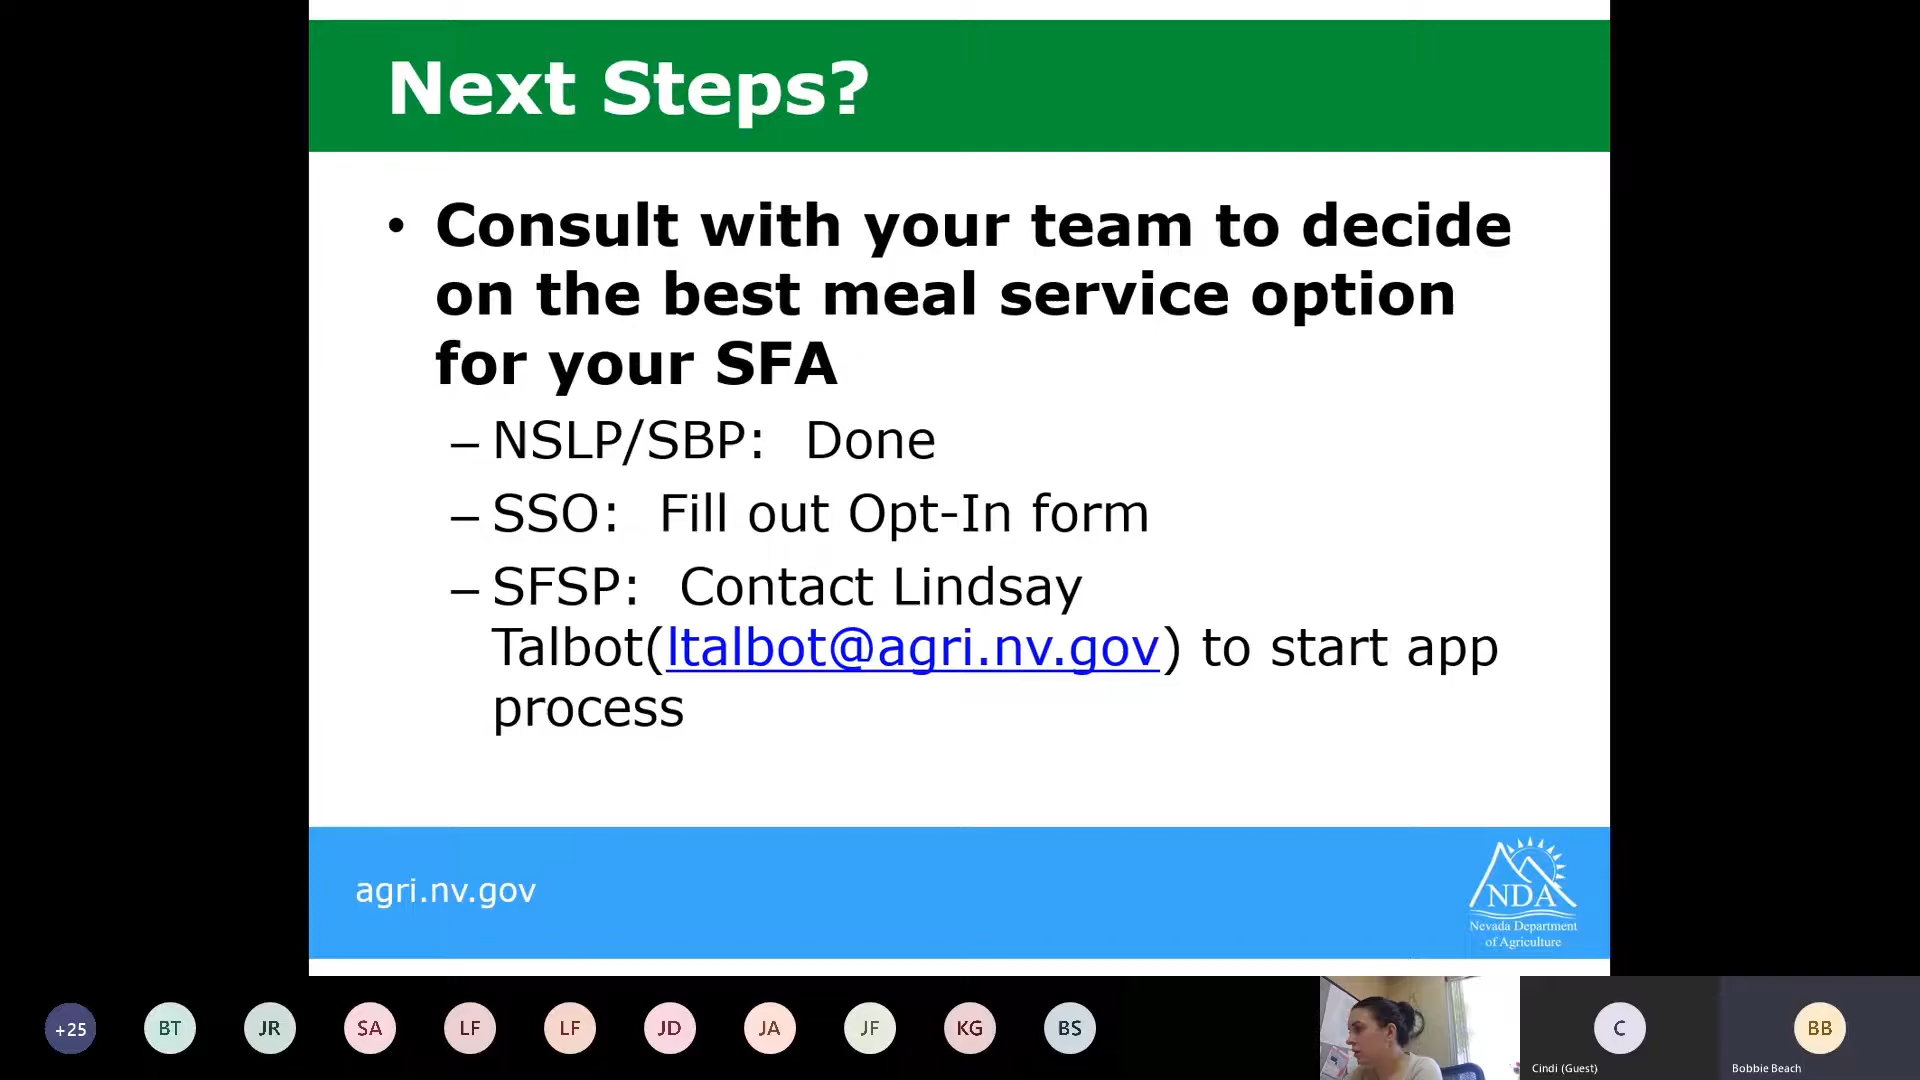 Next Steps?
• Consult with your team to decide
on the best meal service option
for your SFA
– NSLP/SBP: Done
– SSO: Fill out Opt-In form
– SFSP: Contact Lindsay
Talbot(ltalbot@agri.nv.gov) to start app
process
agri.nv.gov
NDA
Nevada Department
of Agriculture
+25 BT JR SA LF LF JD JA JF KG BS C BB
Cindi (Guest) Bobbie Beach